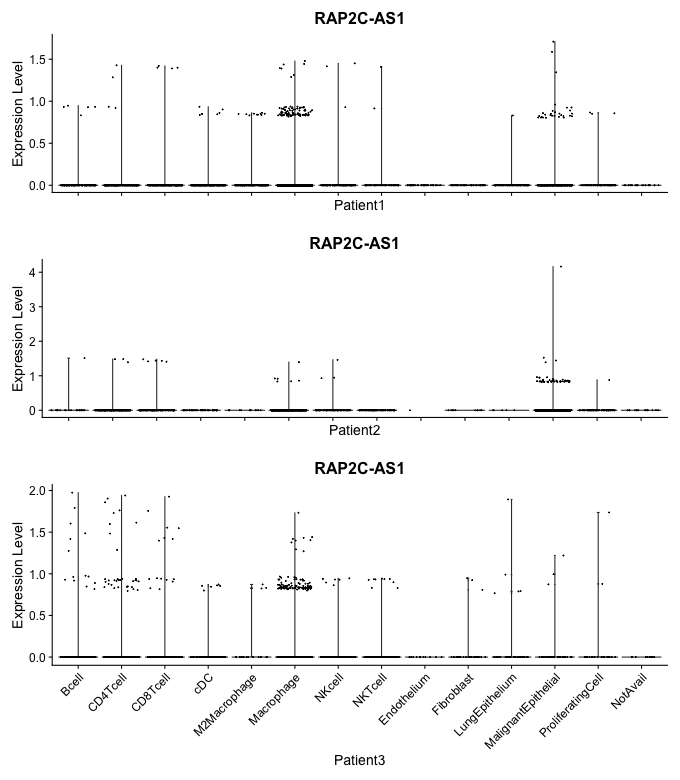 RAP2C-AS1
Expression Level
1.5
1.0
0.5
0.0
Patient1
RAP2C-AS1
Expression Level
4
3
2
1
0
Patient2
RAP2C-AS1
Expression Level
2.0
1.5
1.0
0.5
0.0
Bcell
CD4Tcell
CD8Tcell
cDC
M2Macrophage
Macrophage
NKcell
NKTcell
Endothelium
Fibroblast
LungEpithelium
MalignantEpithelial
ProliferatingCell
NotAvail
Patient3